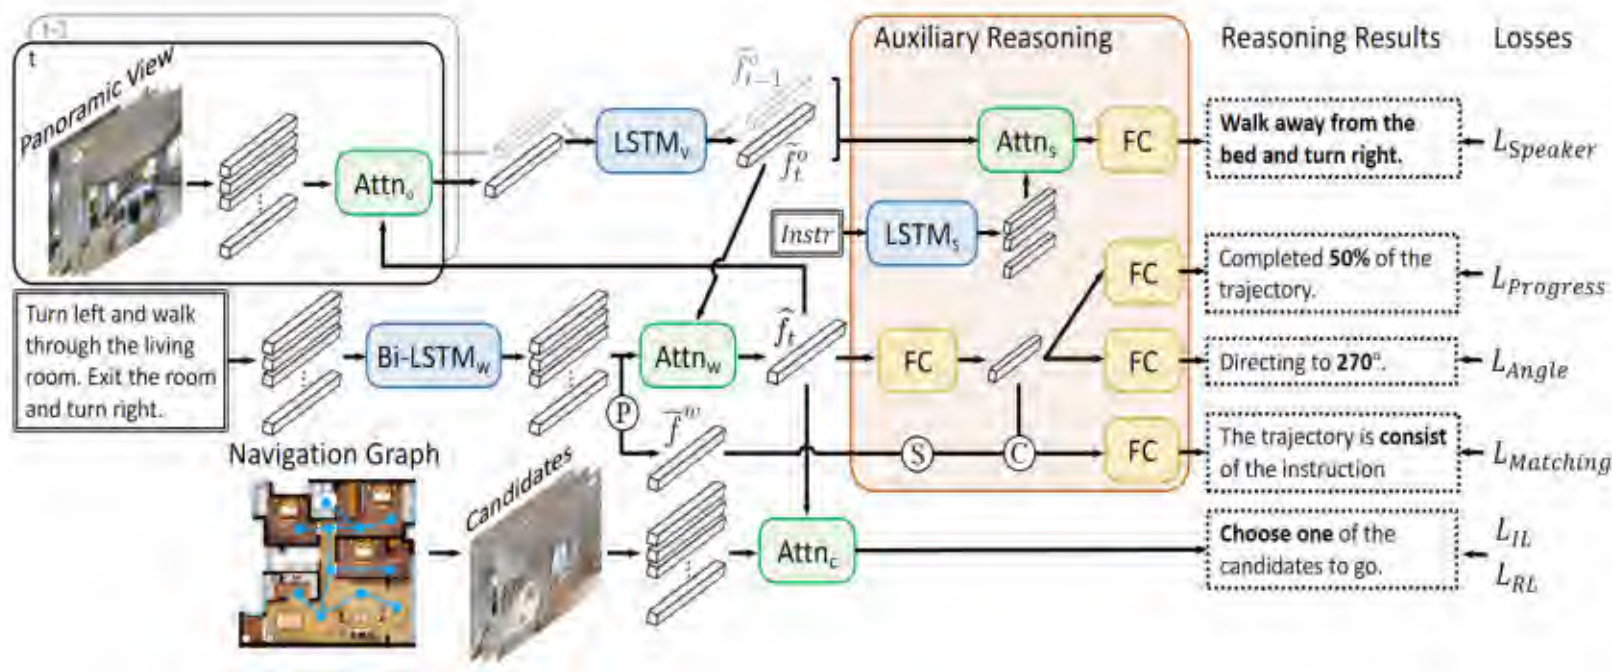 t-1
t
Panoramic View
Attn_o
LSTM_v
f̃^o_{t-1}
f̃^o_t
Auxiliary Reasoning
Reasoning Results
Losses
Attn_s
FC
Walk away from the
bed and turn right.
L_Speaker
Instr
LSTM_s
FC
Completed 50% of the
trajectory.
L_Progress
Turn left and walk
through the living
room. Exit the room
and turn right.
Bi-LSTM_w
Attn_w
f̃_t
FC
FC
Directing to 270°.
L_Angle
P
f̄^w
S
C
FC
The trajectory is consist
of the instruction
L_Matching
Navigation Graph
Candidates
Attn_c
Choose one of the
candidates to go.
L_IL
L_RL